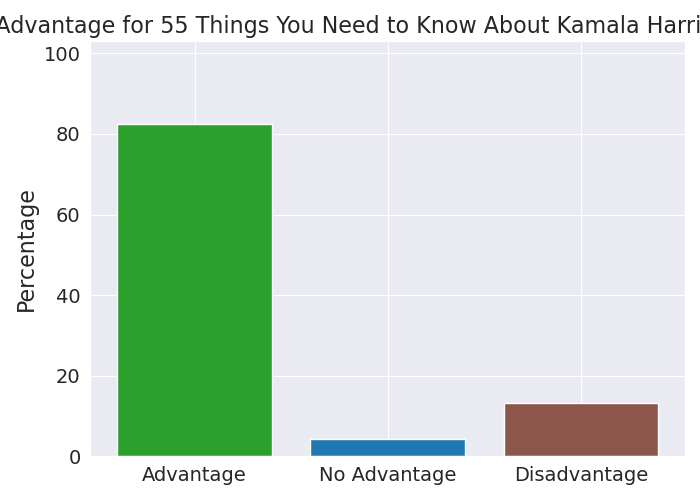 Advantage for 55 Things You Need to Know About Kamala Harri
100
80
60
40
20
0
Percentage
Advantage No Advantage Disadvantage